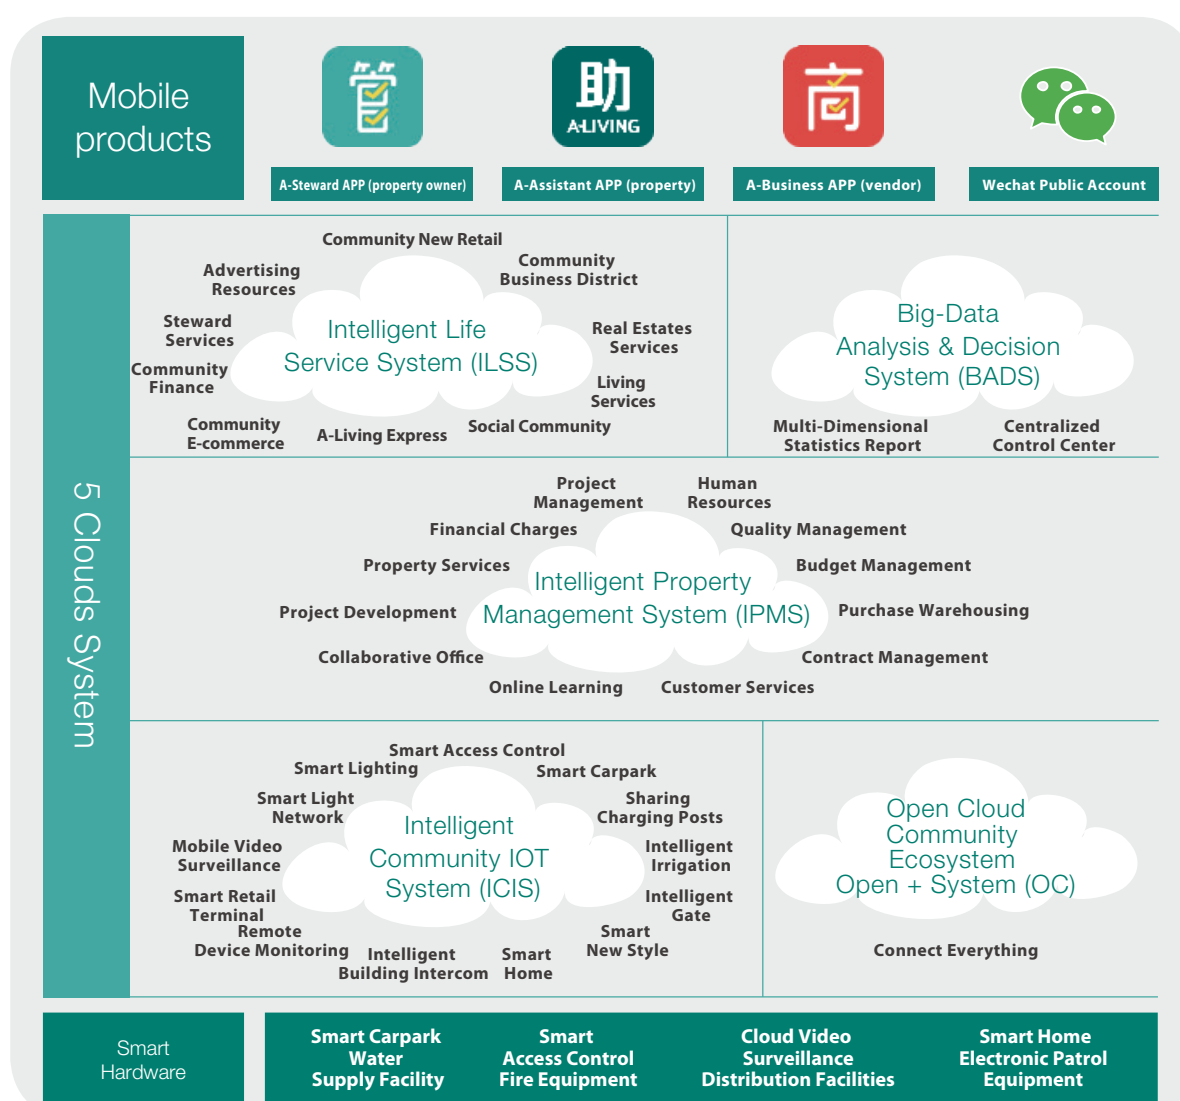 Mobile
products
管
助
A-LIVING
商
A-Steward APP (property owner)
A-Assistant APP (property)
A-Business APP (vendor)
Wechat Public Account
5 Clouds System
Community New Retail
Advertising
Resources
Community
Business District
Steward
Services
Real Estates
Services
Community
Finance
Living
Services
Community
E-commerce
A-Living Express
Social Community
Intelligent Life
Service System (ILSS)
Big-Data
Analysis & Decision
System (BADS)
Multi-Dimensional
Statistics Report
Centralized
Control Center
Project
Management
Human
Resources
Financial Charges
Quality Management
Property Services
Budget Management
Intelligent Property
Management System (IPMS)
Project Development
Purchase Warehousing
Collaborative Office
Contract Management
Online Learning
Customer Services
Smart Access Control
Smart Lighting
Smart Carpark
Smart Light
Network
Sharing
Charging Posts
Intelligent
Community IOT
System (ICIS)
Mobile Video
Surveillance
Intelligent
Irrigation
Smart Retail
Terminal
Intelligent
Gate
Remote
Device Monitoring
Smart
New Style
Intelligent
Building Intercom
Smart
Home
Open Cloud
Community
Ecosystem
Open + System (OC)
Connect Everything
Smart
Hardware
Smart Carpark
Water
Supply Facility
Smart
Access Control
Fire Equipment
Cloud Video
Surveillance
Distribution Facilities
Smart Home
Electronic Patrol
Equipment